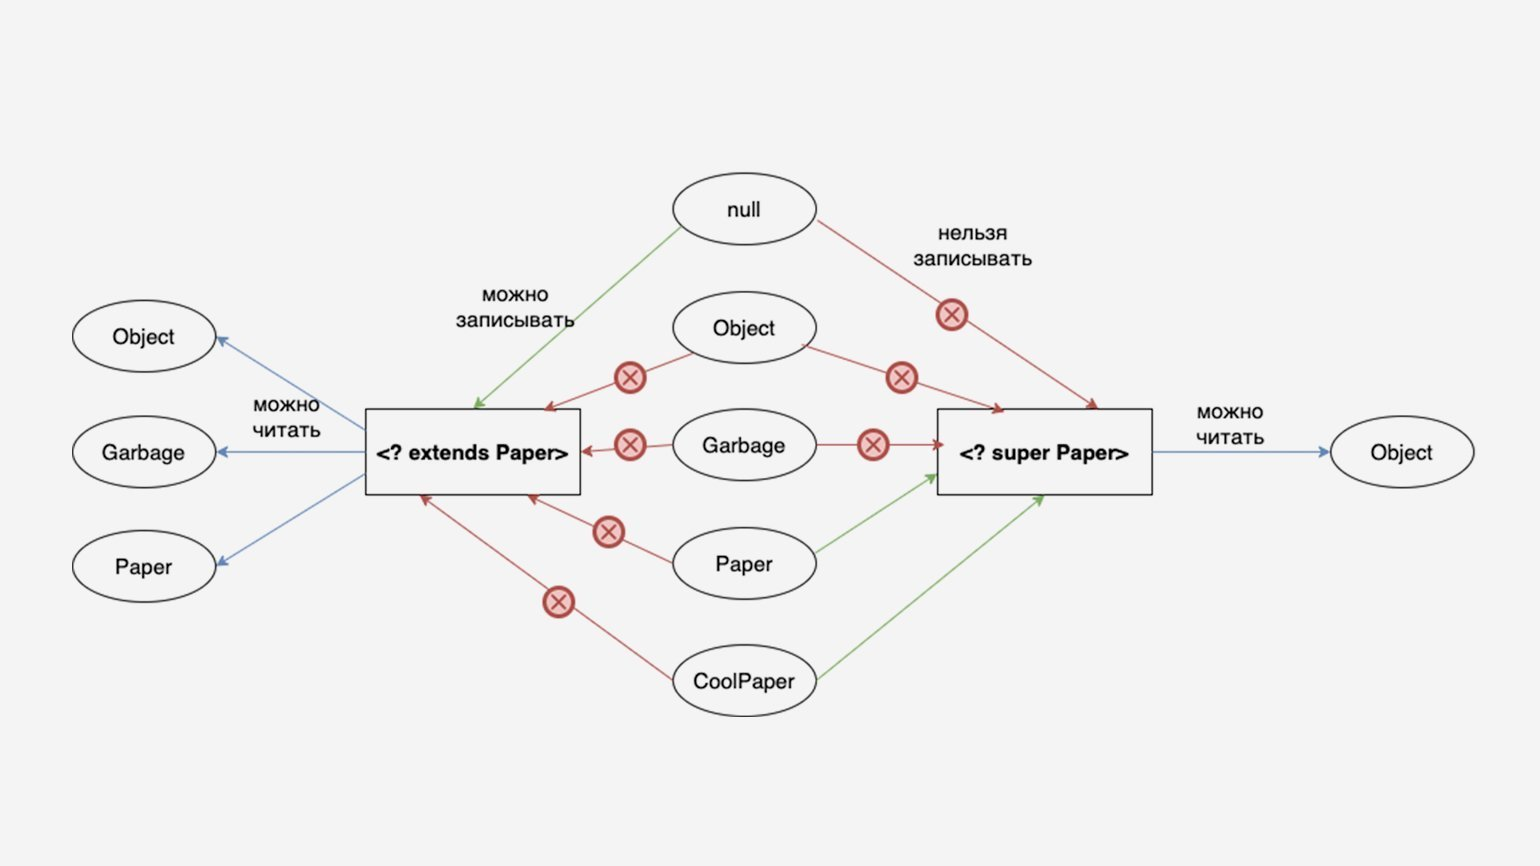 null
нельзя
записывать
можно
записывать
Object
Object
можно
читать
можно
читать
Garbage
<? extends Paper>
Garbage
<? super Paper>
Object
Paper
Paper
CoolPaper